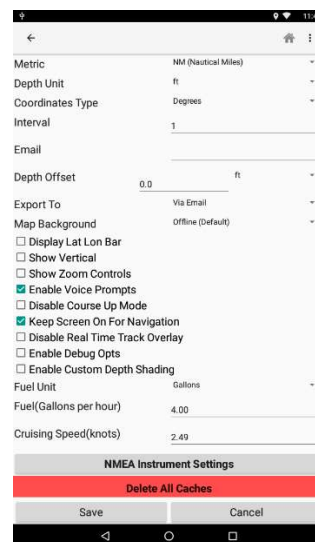 11:4
Metric NM (Nautical Miles)
Depth Unit ft
Coordinates Type Degrees
Interval 1
Email
Depth Offset 0.0 ft
Export To Via Email
Map Background Offline (Default)
Display Lat Lon Bar
Show Vertical
Show Zoom Controls
Enable Voice Prompts
Disable Course Up Mode
Keep Screen On For Navigation
Disable Real Time Track Overlay
Enable Debug Opts
Enable Custom Depth Shading
Fuel Unit Gallons
Fuel(Gallons per hour) 4.00
Cruising Speed(knots) 2.49
NMEA Instrument Settings
Delete All Caches
Save Cancel